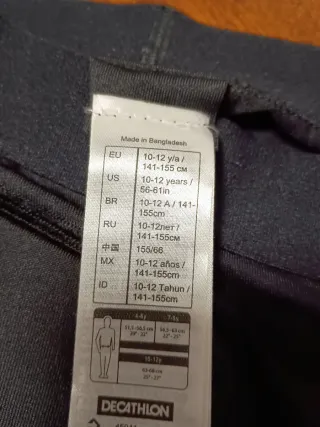 Made in Bangladesh
EU 10-12 y/a /
141-155 см
US 10-12 years /
56-61in
BR 10-12 A / 141-
155cm
RU 10-12лет /
141-155см
中国 155/66
MX 10-12 años /
141-155cm
ID 10-12 Tahun /
141-155cm
10-12y
DECATHLON